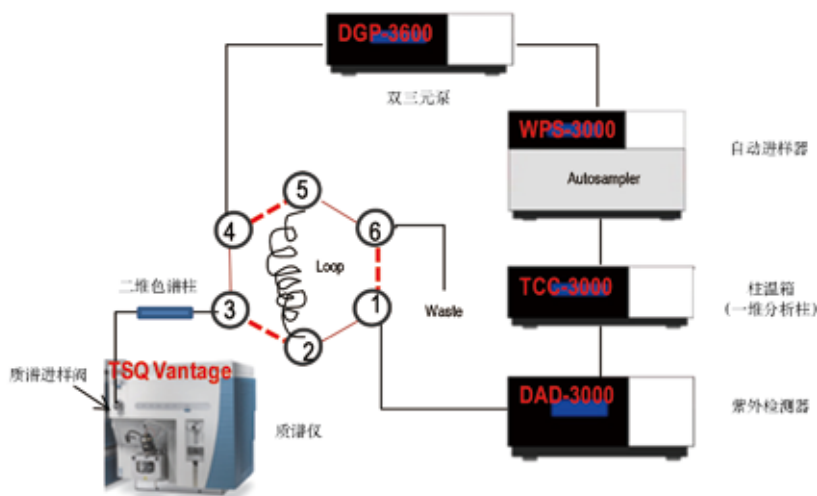 DGP-3600
双三元泵
WPS-3000
自动进样器
Autosampler
5
4
6
Loop
二维色谱柱
3
1
Waste
2
TCC-3000
柱温箱
(一维分析柱)
质谱进样阀
TSQ Vantage
质谱仪
DAD-3000
紫外检测器